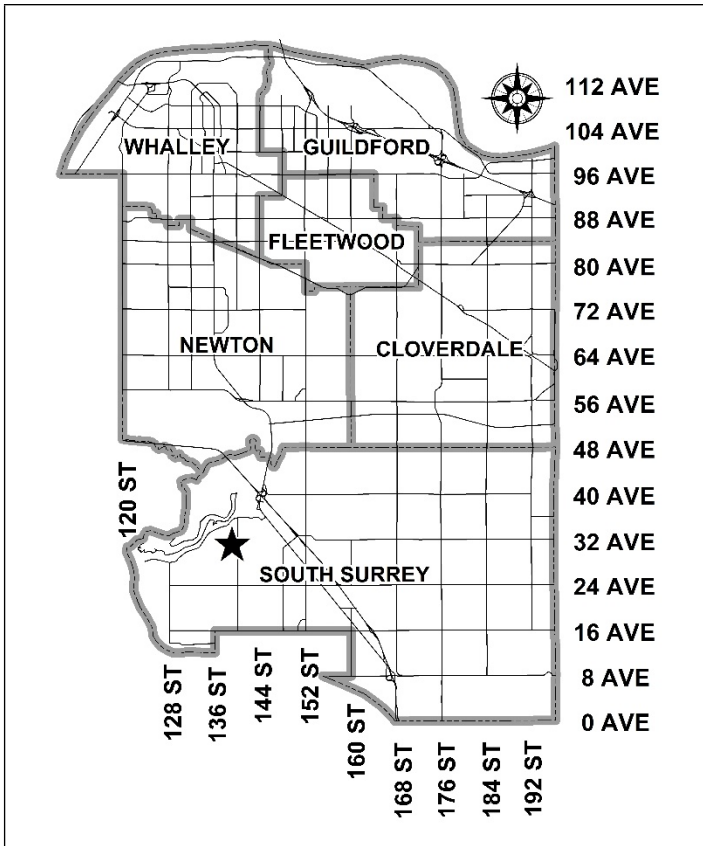 112 AVE
104 AVE
WHALLEY
GUILDFORD
96 AVE
88 AVE
FLEETWOOD
80 AVE
72 AVE
NEWTON
CLOVERDALE
64 AVE
56 AVE
48 AVE
120 ST
40 AVE
32 AVE
SOUTH SURREY
24 AVE
16 AVE
8 AVE
0 AVE
128 ST
136 ST
144 ST
152 ST
160 ST
168 ST
176 ST
184 ST
192 ST